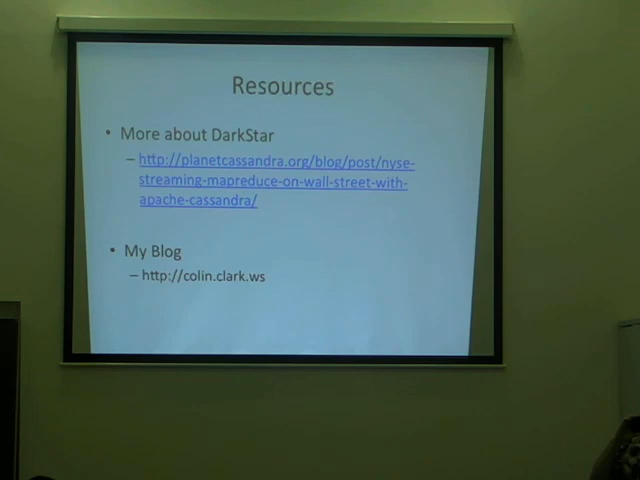 Resources
• More about DarkStar
– http://planetcassandra.org/blog/post/nyse-
streaming-mapreduce-on-wall-street-with-
apache-cassandra/
• My Blog
– http://colin.clark.ws